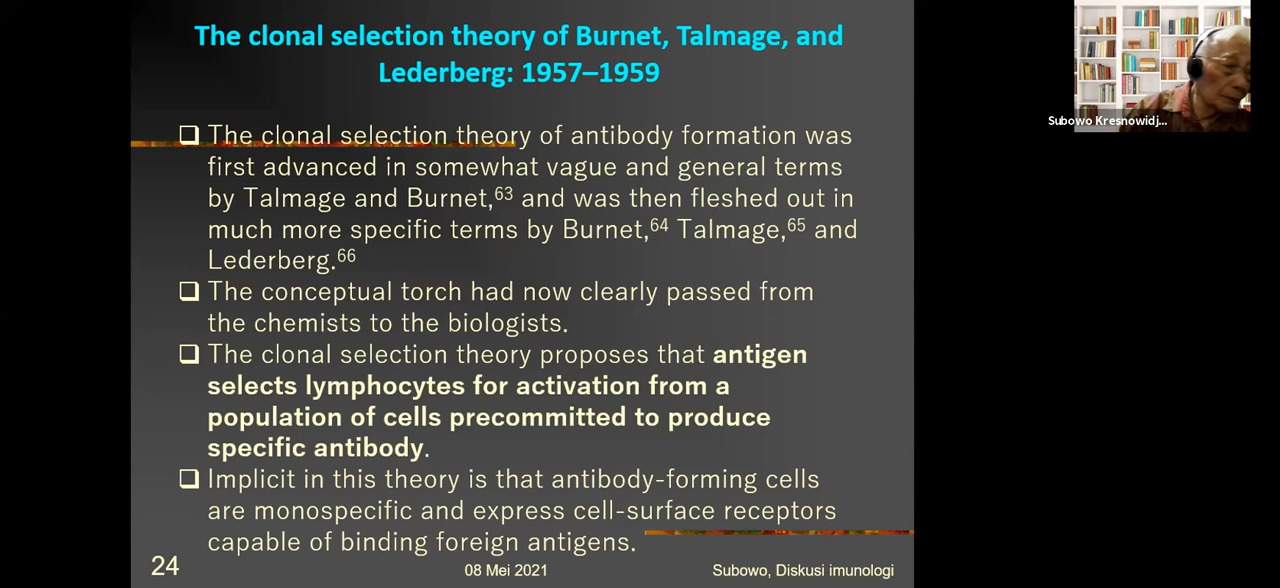 The clonal selection theory of Burnet, Talmage, and
Lederberg: 1957–1959
The clonal selection theory of antibody formation was
first advanced in somewhat vague and general terms
by Talmage and Burnet,⁶³ and was then fleshed out in
much more specific terms by Burnet,⁶⁴ Talmage,⁶⁵ and
Lederberg.⁶⁶
The conceptual torch had now clearly passed from
the chemists to the biologists.
The clonal selection theory proposes that antigen
selects lymphocytes for activation from a
population of cells precommitted to produce
specific antibody.
Implicit in this theory is that antibody-forming cells
are monospecific and express cell-surface receptors
capable of binding foreign antigens.
24
08 Mei 2021
Subowo, Diskusi imunologi
Subowo Kresnowidj...